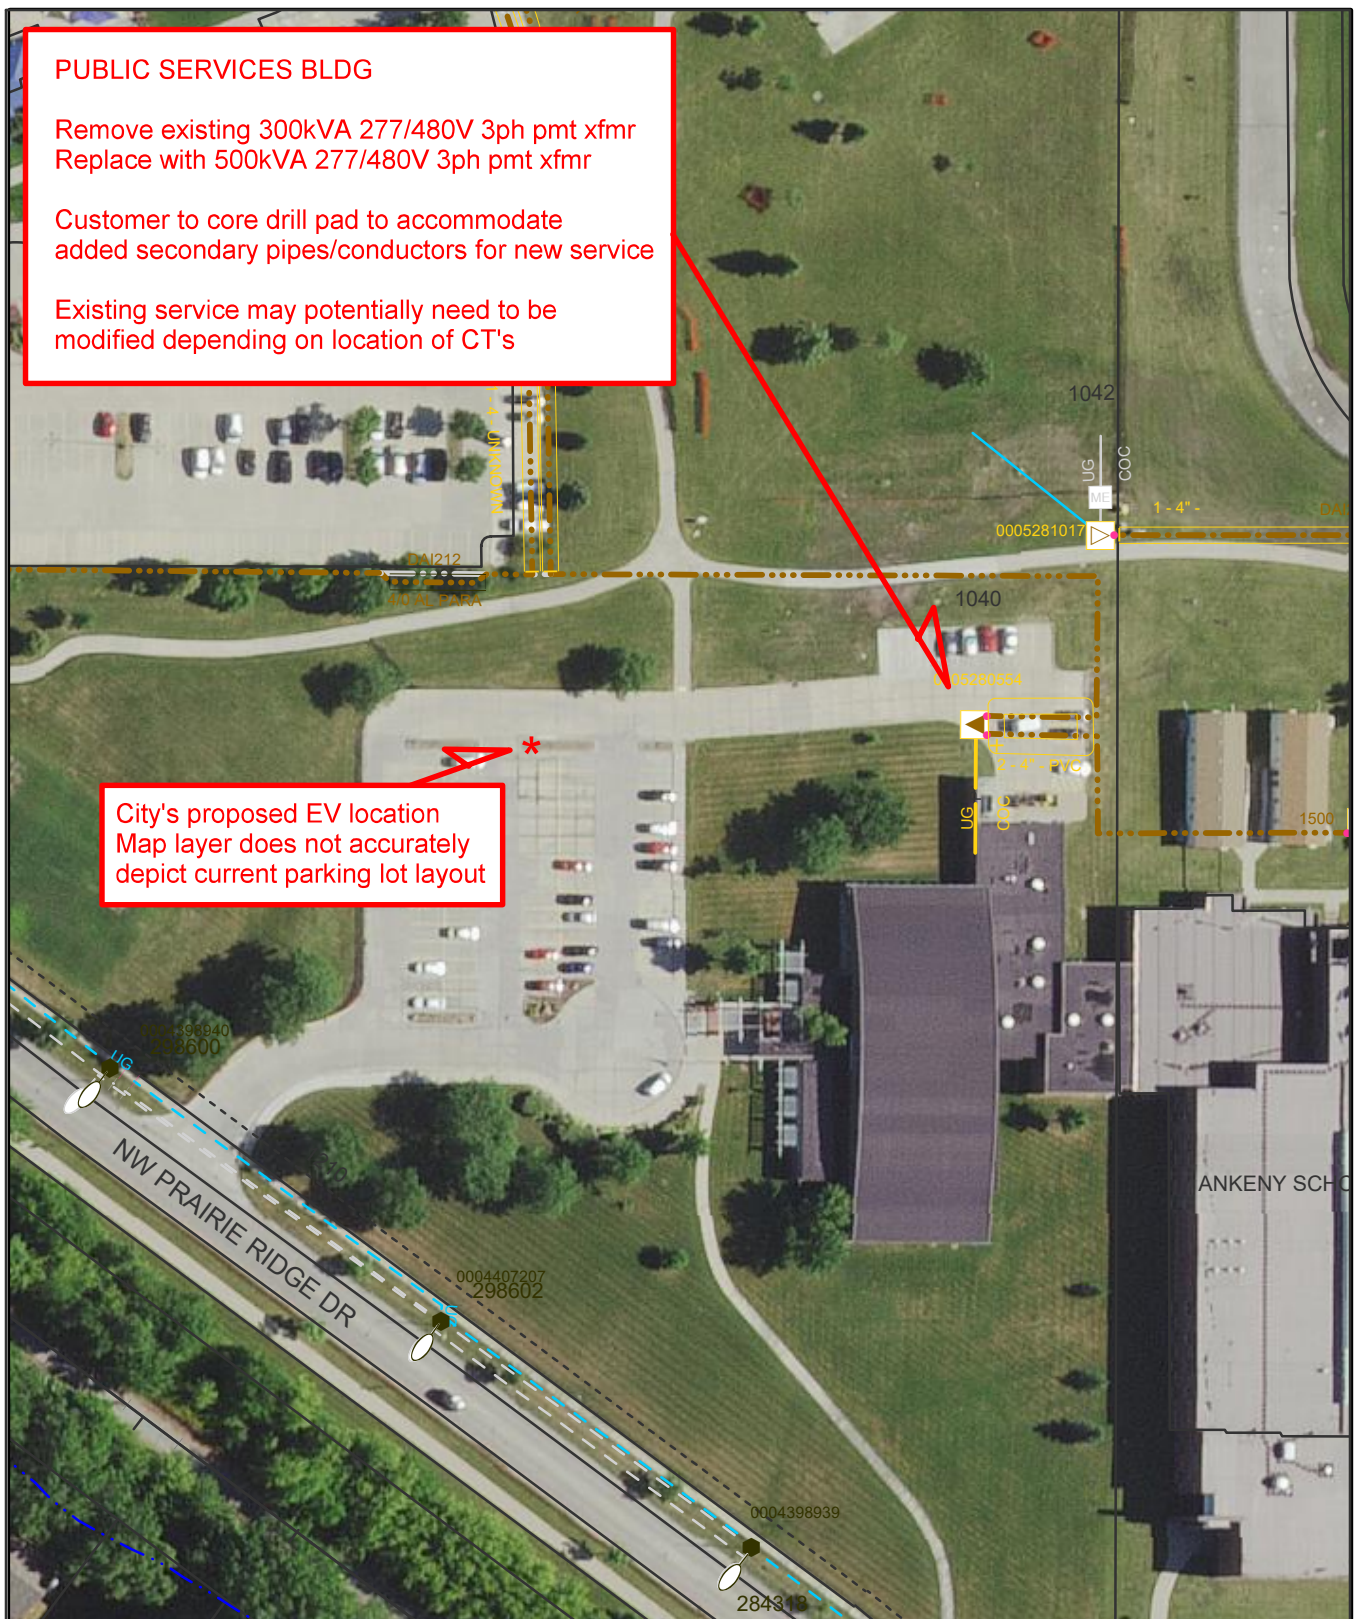 PUBLIC SERVICES BLDG
Remove existing 300kVA 277/480V 3ph pmt xfmr
Replace with 500kVA 277/480V 3ph pmt xfmr
Customer to core drill pad to accommodate
added secondary pipes/conductors for new service
Existing service may potentially need to be
modified depending on location of CT's
1042
UG
COC
ME
1 - 4" -
0005281017
UNKNOWN
1040
0005280554
2 - 4" - PVC
UG
COC
1500
*
City's proposed EV location
Map layer does not accurately
depict current parking lot layout
298600
UG
NW PRAIRIE RIDGE DR
ANKENY SCHO
0004407207
298602
0004398939